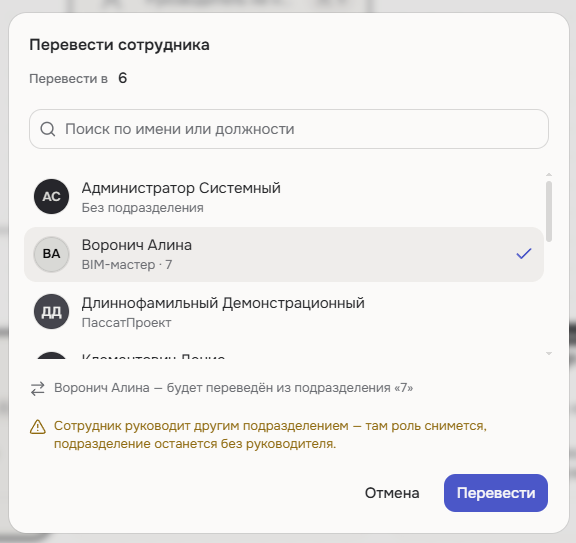 Перевести сотрудника
Перевести в 6
Поиск по имени или должности
АС
Администратор Системный
Без подразделения
ВА
Воронич Алина
BIM-мастер · 7
ДД
Длиннофамильный Демонстрационный
ПассатПроект
Воронич Алина — будет переведён из подразделения «7»
Сотрудник руководит другим подразделением — там роль снимется,
подразделение останется без руководителя.
Отмена
Перевести